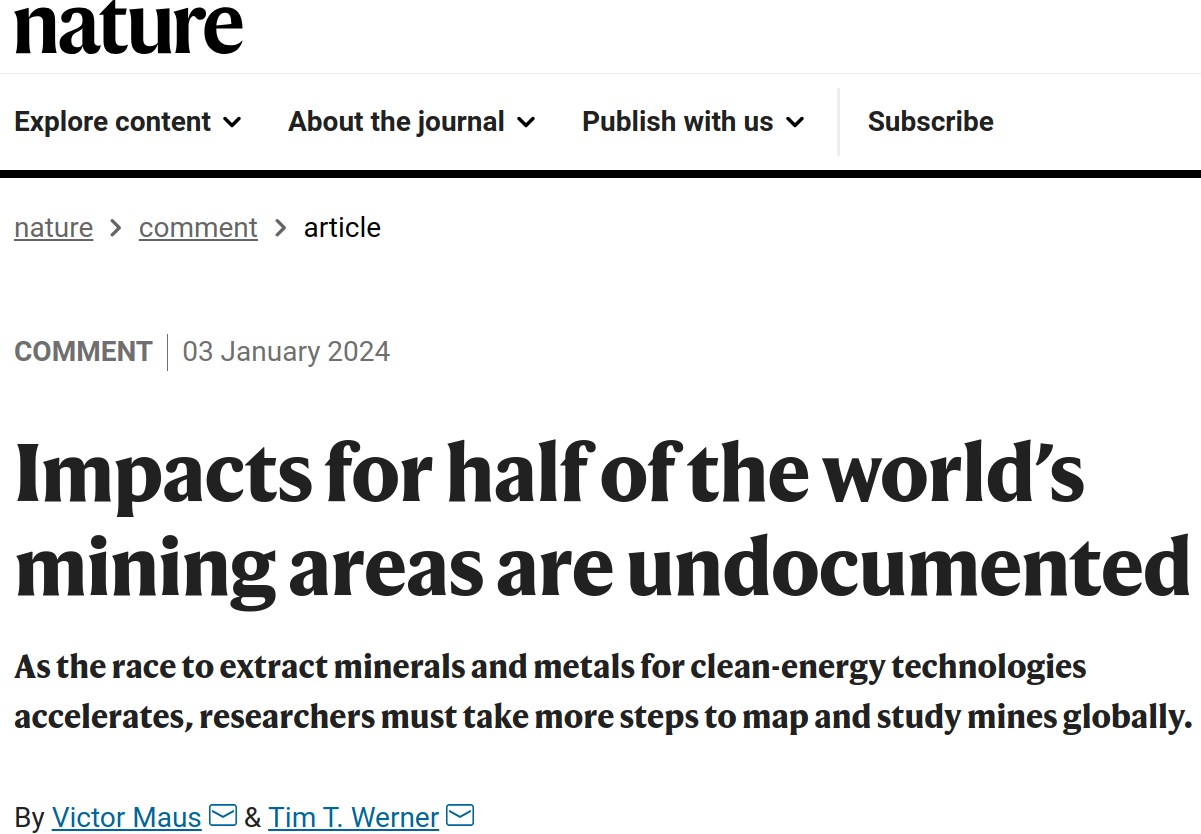 nature
Explore content About the journal Publish with us Subscribe
nature > comment > article
COMMENT | 03 January 2024
Impacts for half of the world’s
mining areas are undocumented
As the race to extract minerals and metals for clean-energy technologies
accelerates, researchers must take more steps to map and study mines globally.
By Victor Maus & Tim T. Werner